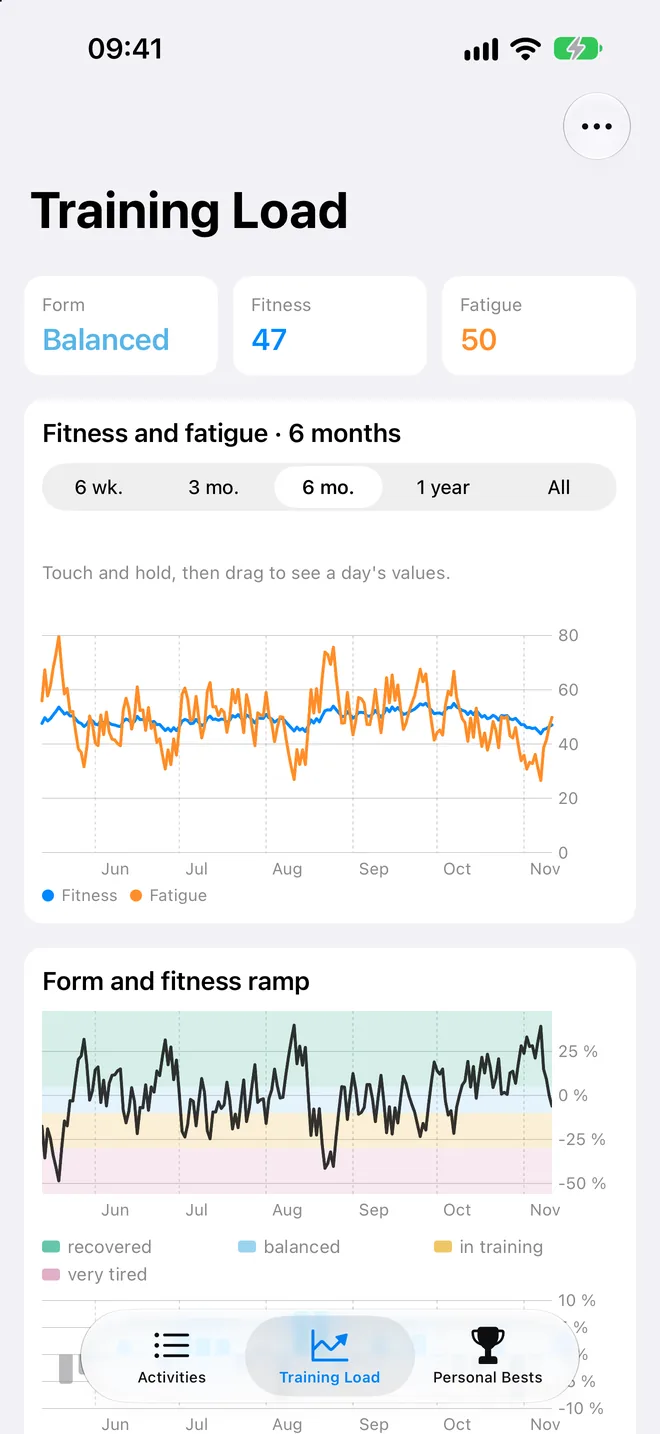 09:41
Training Load
Form Fitness Fatigue
Balanced 47 50
Fitness and fatigue · 6 months
6 wk. 3 mo. 6 mo. 1 year All
Touch and hold, then drag to see a day's values.
80
60
40
20
0
Jun Jul Aug Sep Oct Nov
Fitness Fatigue
Form and fitness ramp
25 %
0 %
-25 %
-50 %
Jun Jul Aug Sep Oct Nov
recovered balanced in training
very tired
10 %
Activities Training Load Personal Bests
-10 %
Jun Jul Aug Sep Oct Nov